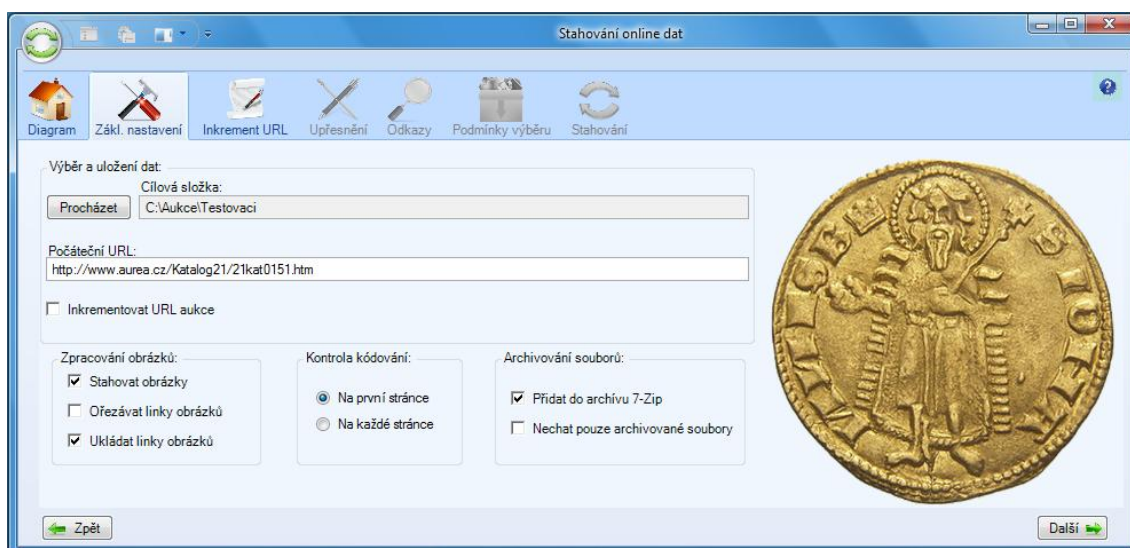 Stahování online dat
Diagram
Zákl. nastavení
Inkrement URL
Upřesnění
Odkazy
Podmínky výběru
Stahování
Výběr a uložení dat:
Cílová složka:
Procházet
C:\Aukce\Testovaci
Počáteční URL:
http://www.aurea.cz/Katalog21/21kat0151.htm
Inkrementovat URL aukce
Zpracování obrázků:
Stahovat obrázky
Ořezávat linky obrázků
Ukládat linky obrázků
Kontrola kódování:
Na první stránce
Na každé stránce
Archivování souborů:
Přidat do archívu 7-Zip
Nechat pouze archivované soubory
Zpět
Další